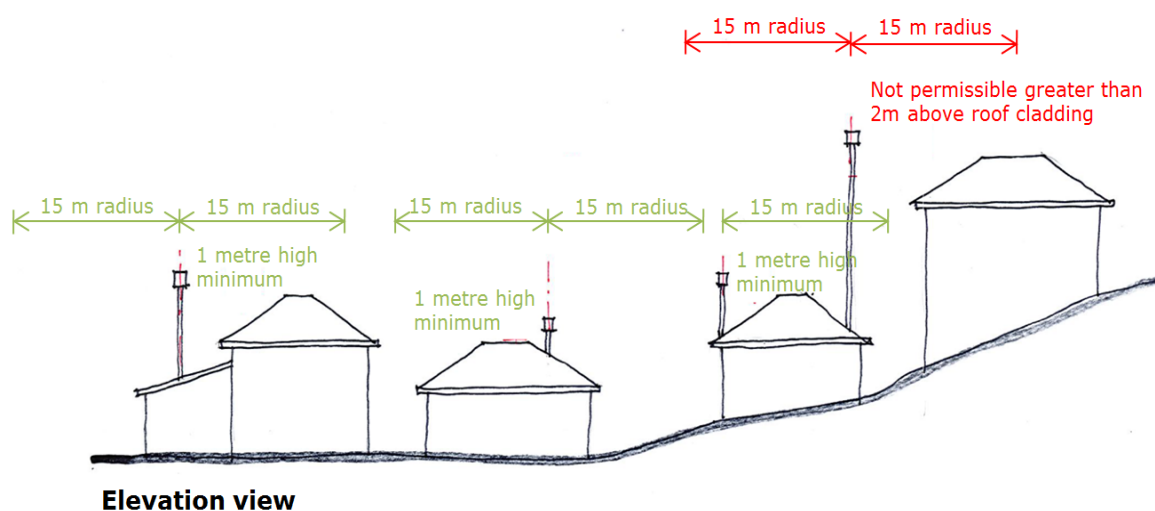 15 m radius
15 m radius
Not permissible greater than
2m above roof cladding
15 m radius
15 m radius
15 m radius
15 m radius
15 m radius
1 metre high
minimum
1 metre high
minimum
1 metre high
minimum
Elevation view